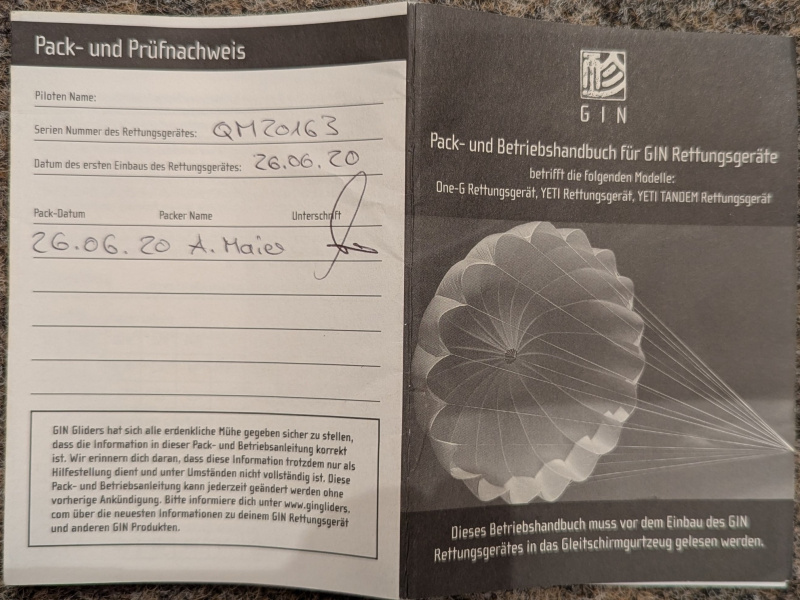 Pack- und Prüfnachweis
Piloten Name:
Serien Nummer des Rettungsgerätes: QM20163
Datum des ersten Einbaus des Rettungsgerätes: 26.06.20
Pack-Datum Packer Name Unterschrift
26.06.20 A. Maier
GIN Gliders hat sich alle erdenkliche Mühe gegeben sicher zu stellen,
dass die Information in dieser Pack- und Betriebsanleitung korrekt
ist. Wir erinnern dich daran, dass diese Information trotzdem nur als
Hilfestellung dient und unter Umständen nicht vollständig ist. Diese
Pack- und Betriebsanleitung kann jederzeit geändert werden ohne
vorherige Ankündigung. Bitte informiere dich unter www.gingliders.
com über die neuesten Informationen zu deinem GIN Rettungsgerät
und anderen GIN Produkten.
GIN
Pack- und Betriebshandbuch für GIN Rettungsgeräte
betrifft die folgenden Modelle:
One-G Rettungsgerät, YETI Rettungsgerät, YETI TANDEM Rettungsgerät
Dieses Betriebshandbuch muss vor dem Einbau des GIN
Rettungsgerätes in das Gleitschirmgurtzeug gelesen werden.